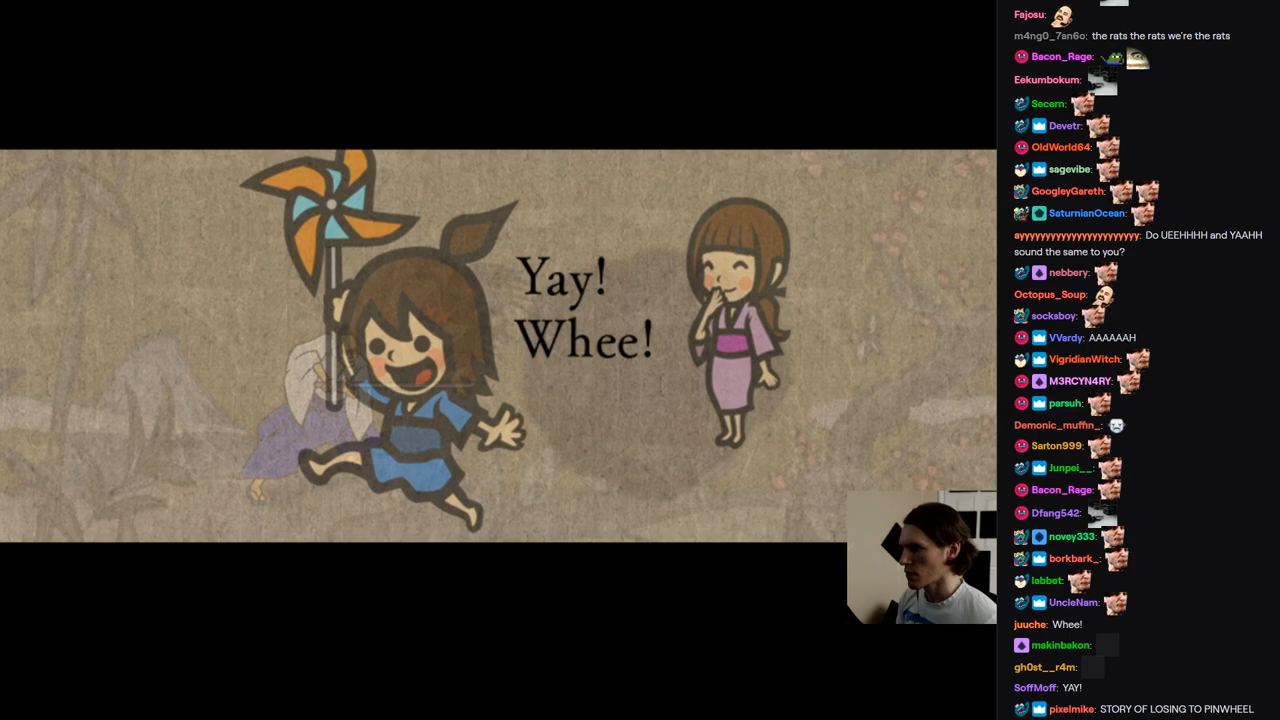 Yay!
Whee!
Fajosu:
m4ng0_7an6o: the rats the rats we're the rats
Bacon_Rage:
Eekumbokum:
Secern:
Devetr:
OldWorld64:
sagevibe:
GoogleyGareth:
SaturnianOcean:
ayyyyyyyyyyyyyyyyyyyyyyy: Do UEEHHHH and YAAHH
sound the same to you?
nebbery:
Octopus_Soup:
socksboy:
VVardy: AAAAAAH
VigridianWitch:
M3RCYN4RY:
parsuh:
Demonic_muffin_:
Sarton999:
Junpei__:
Bacon_Rage:
Dfang542:
novey333:
borkbark_:
labbet:
UncleNam:
juuche: Whee!
makinbakon:
gh0st__r4m:
SoffMoff: YAY!
pixelmike: STORY OF LOSING TO PINWHEEL